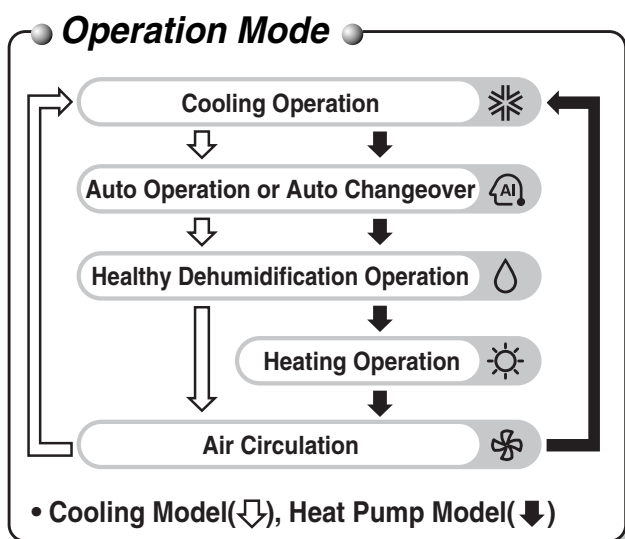 Operation Mode
Cooling Operation
Auto Operation or Auto Changeover
AI
Healthy Dehumidification Operation
Heating Operation
Air Circulation
• Cooling Model(⇩), Heat Pump Model(⬇)